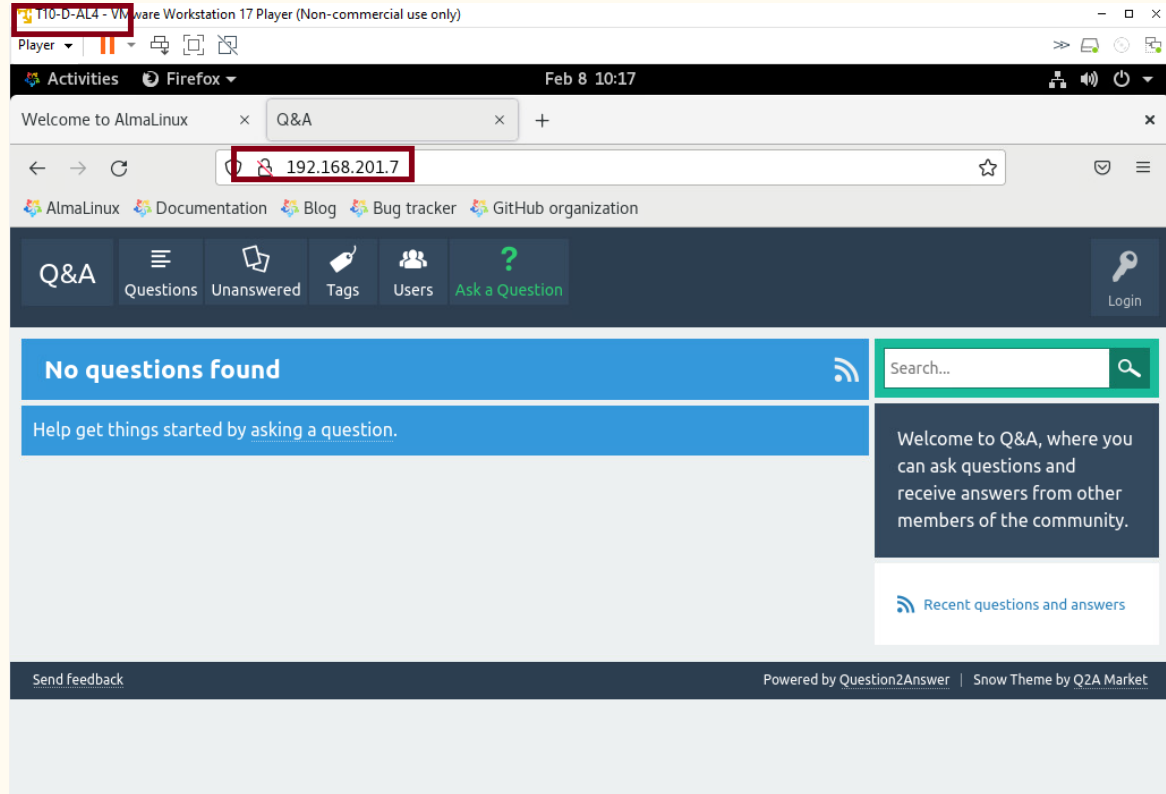 T10-D-AL4 - VMware Workstation 17 Player (Non-commercial use only)
Player
Activities Firefox Feb 8 10:17
Welcome to AlmaLinux Q&A
192.168.201.7
AlmaLinux Documentation Blog Bug tracker GitHub organization
Q&A Questions Unanswered Tags Users Ask a Question Login
No questions found
Search...
Help get things started by asking a question.
Welcome to Q&A, where you
can ask questions and
receive answers from other
members of the community.
Recent questions and answers
Send feedback Powered by Question2Answer | Snow Theme by Q2A Market